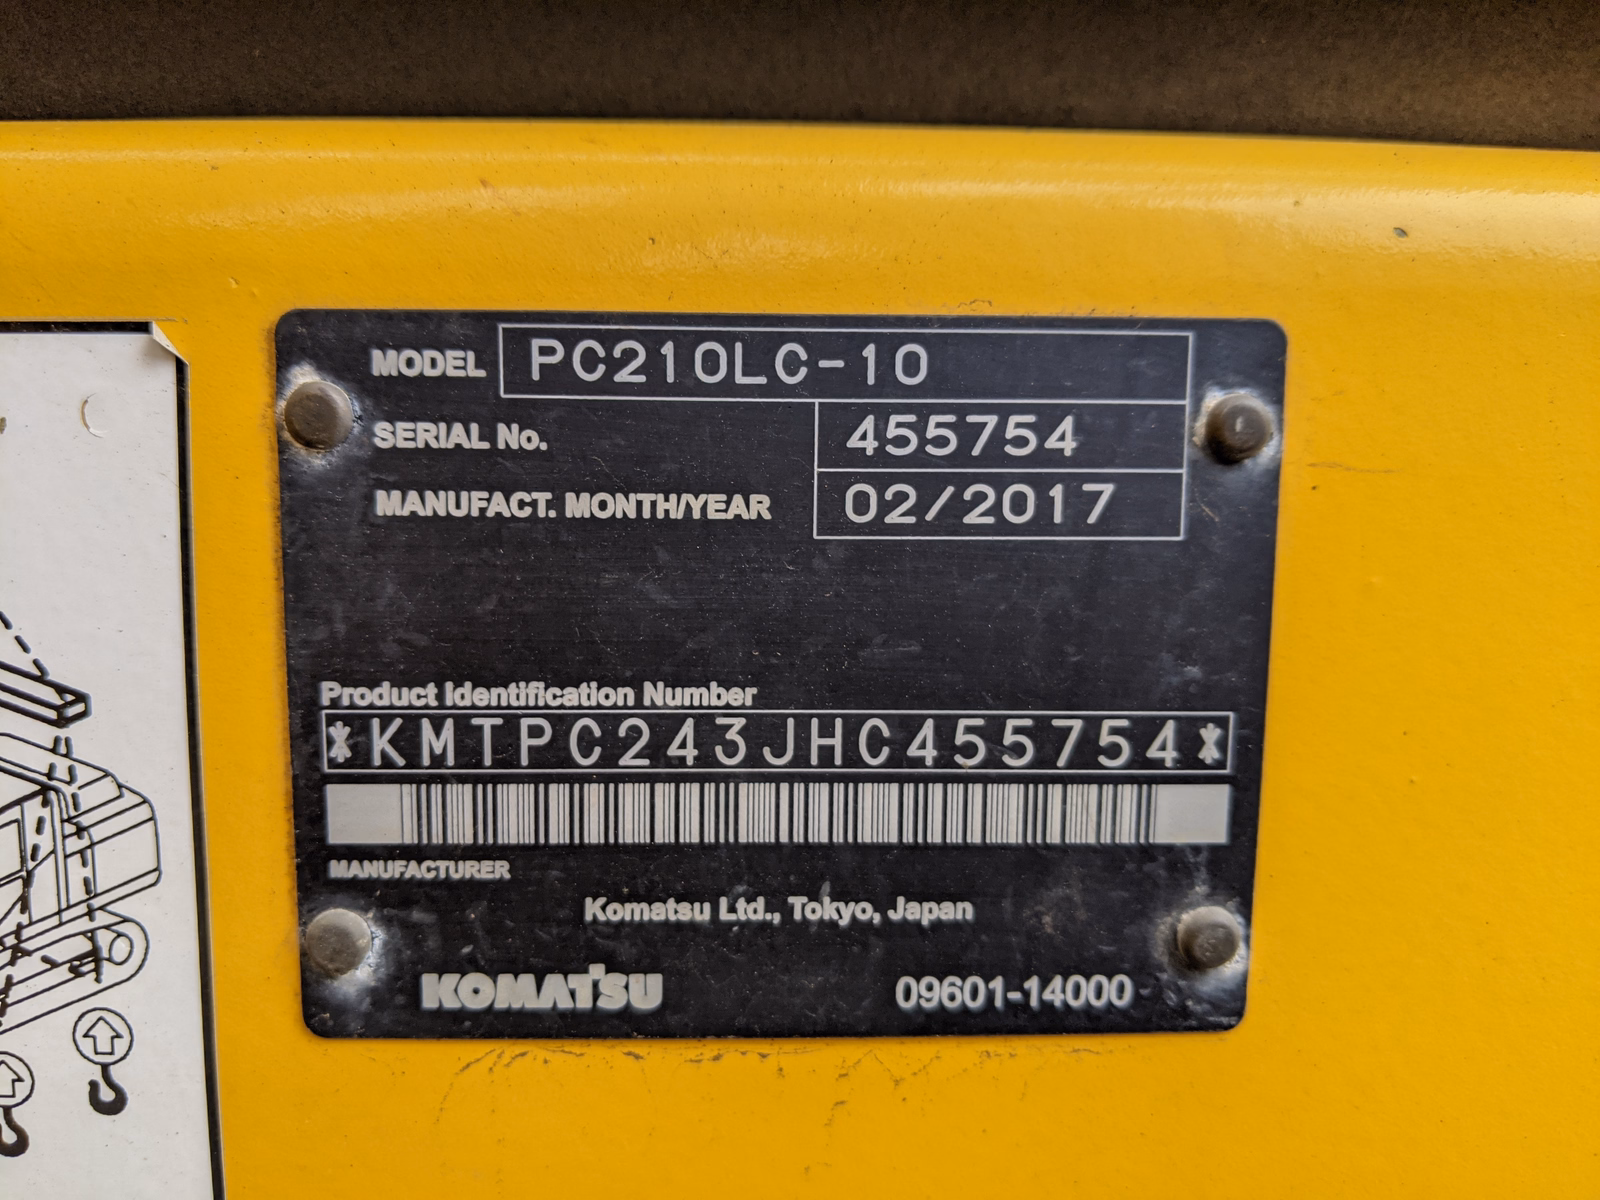 MODEL PC210LC-10
SERIAL No. 455754
MANUFACT. MONTH/YEAR 02/2017
Product Identification Number
*KMTPC243JHC455754*
MANUFACTURER
Komatsu Ltd., Tokyo, Japan
KOMATSU 09601-14000